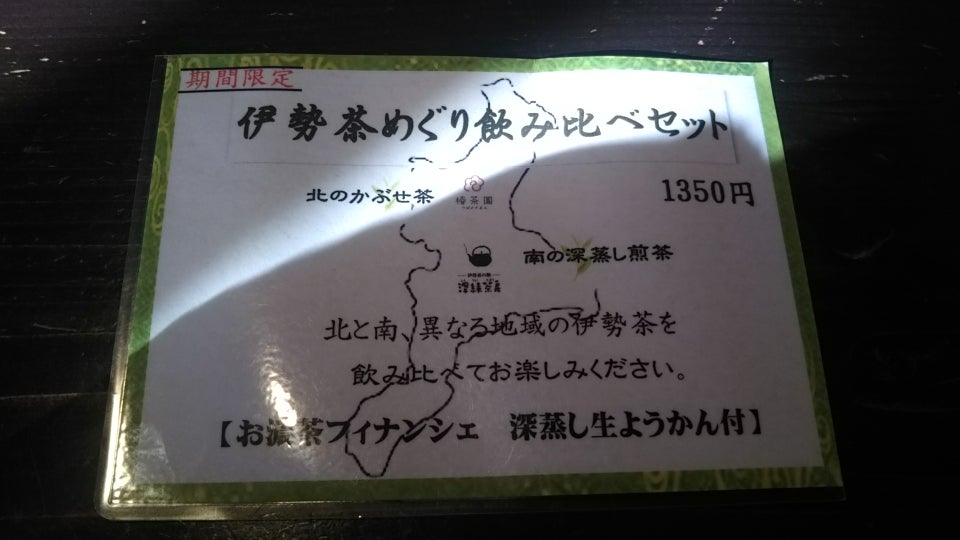 期間限定
伊勢茶めぐり飲み比べセット
北のかぶせ茶
椿茶園
1350円
南の深蒸し煎茶
深緑茶房
北と南、異なる地域の伊勢茶を
飲み比べてお楽しみください。
【お濃茶フィナンシェ 深蒸し生ようかん付】